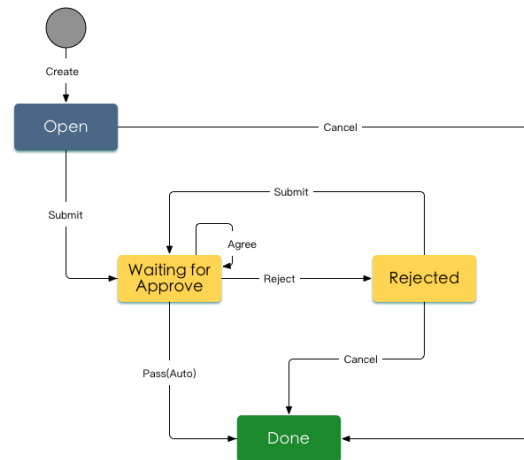 Create
Open
Cancel
Submit
Submit
Agree
Waiting for
Approve
Reject
Rejected
Cancel
Pass(Auto)
Done